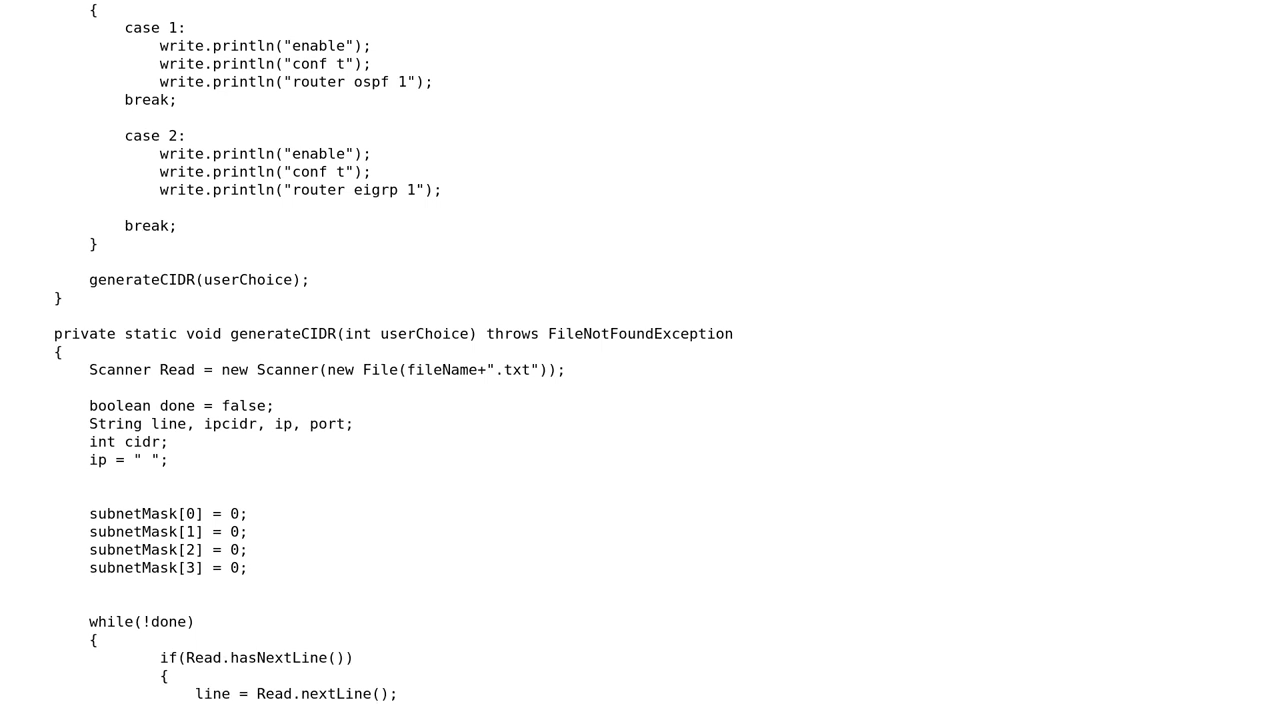 {
case 1:
write.println("enable");
write.println("conf t");
write.println("router ospf 1");
break;
case 2:
write.println("enable");
write.println("conf t");
write.println("router eigrp 1");
break;
}
generateCIDR(userChoice);
}
private static void generateCIDR(int userChoice) throws FileNotFoundException
{
Scanner Read = new Scanner(new File(fileName+".txt"));
boolean done = false;
String line, ipcidr, ip, port;
int cidr;
ip = " ";
subnetMask[0] = 0;
subnetMask[1] = 0;
subnetMask[2] = 0;
subnetMask[3] = 0;
while(!done)
{
if(Read.hasNextLine())
{
line = Read.nextLine();